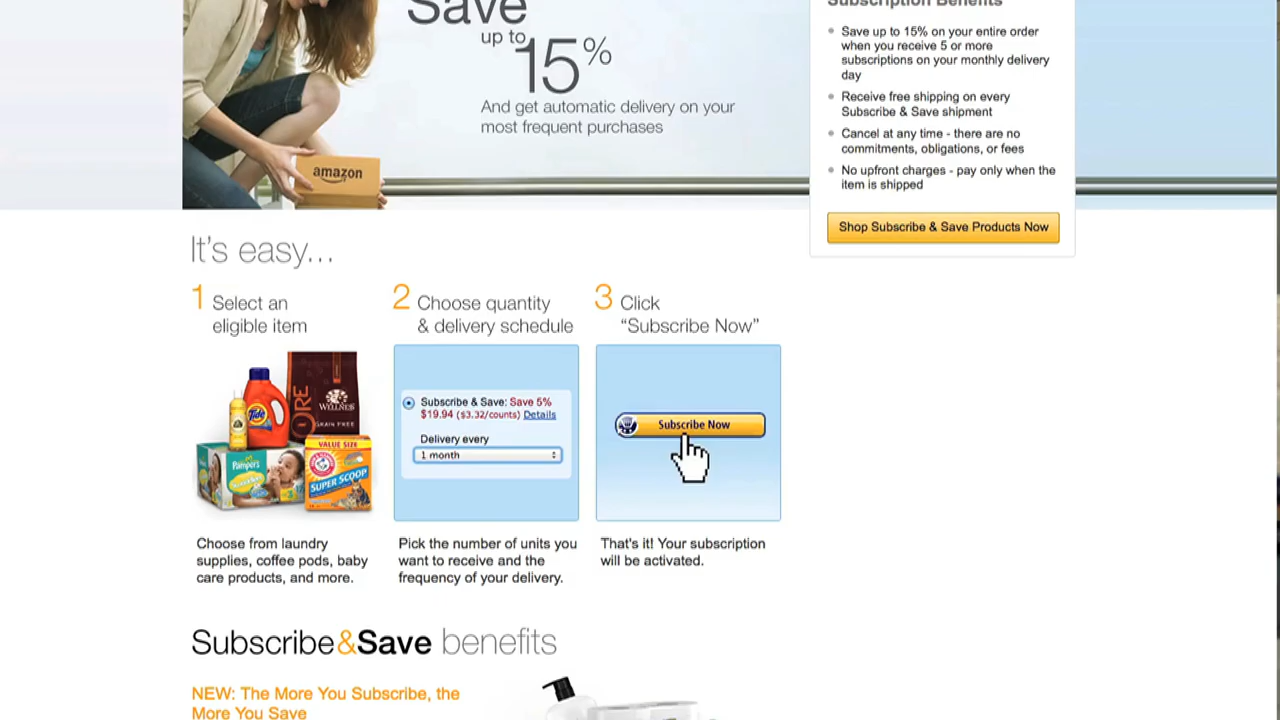 Save
up to
15%
And get automatic delivery on your
most frequent purchases
amazon
Subscription Benefits
Save up to 15% on your entire order
when you receive 5 or more
subscriptions on your monthly delivery
day
Receive free shipping on every
Subscribe & Save shipment
Cancel at any time - there are no
commitments, obligations, or fees
No upfront charges - pay only when the
item is shipped
Shop Subscribe & Save Products Now
It's easy...
1 Select an
eligible item
2 Choose quantity
& delivery schedule
3 Click
“Subscribe Now”
Tide
WELLNESS
CORE
GRAIN FREE
Pampers
VALUE SIZE
ARM & HAMMER
SUPER SCOOP
Subscribe & Save: Save 5%
$19.94 ($3.32/counts) Details
Delivery every
1 month
Subscribe Now
Choose from laundry
supplies, coffee pods, baby
care products, and more.
Pick the number of units you
want to receive and the
frequency of your delivery.
That's it! Your subscription
will be activated.
Subscribe&Save benefits
NEW: The More You Subscribe, the
More You Save